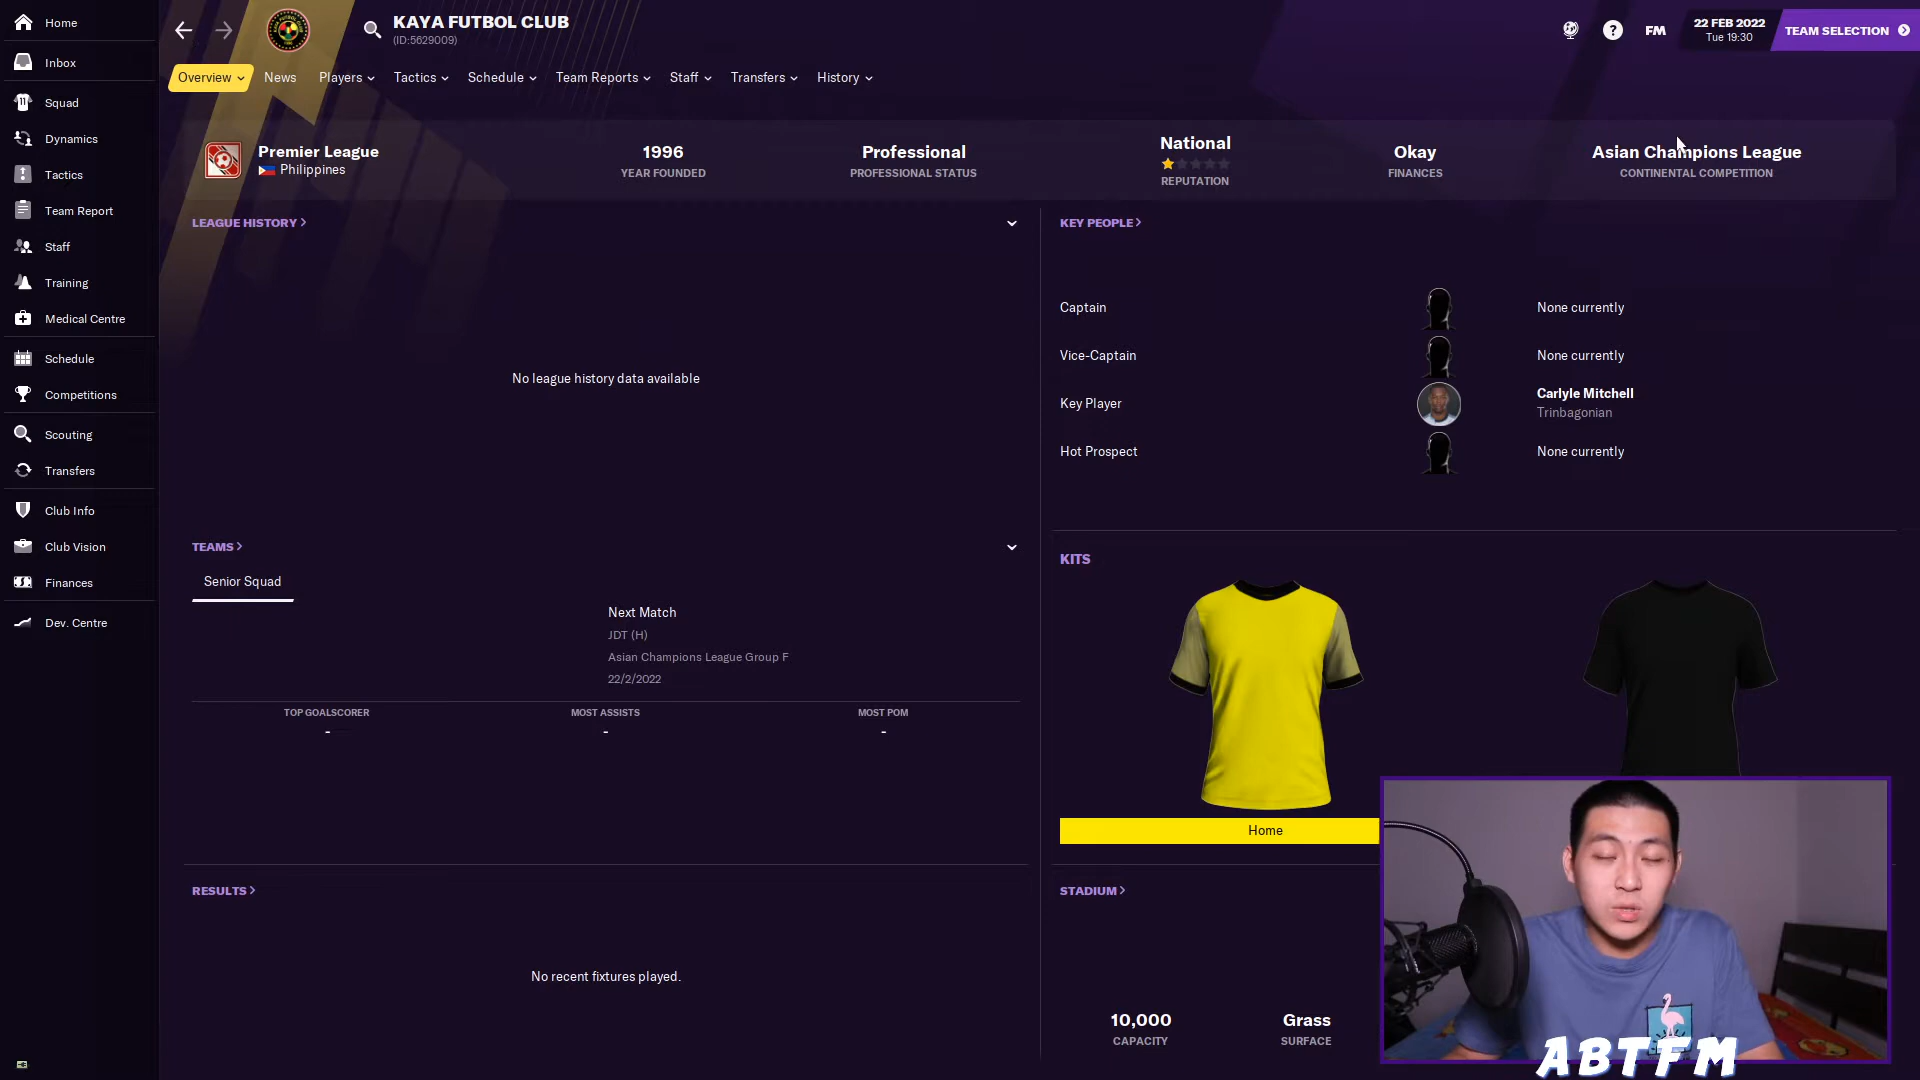 Home
Inbox
Squad
Dynamics
Tactics
Team Report
Staff
Training
Medical Centre
Schedule
Competitions
Scouting
Transfers
Club Info
Club Vision
Finances
Dev. Centre
KAYA FUTBOL CLUB
(ID:5629009)
FM
22 FEB 2022
Tue 19:30
TEAM SELECTION
Overview
News
Players
Tactics
Schedule
Team Reports
Staff
Transfers
History
Premier League
Philippines
1996
YEAR FOUNDED
Professional
PROFESSIONAL STATUS
National
REPUTATION
Okay
FINANCES
Asian Champions League
CONTINENTAL COMPETITION
LEAGUE HISTORY
No league history data available
KEY PEOPLE
Captain
None currently
Vice-Captain
None currently
Key Player
Carlyle Mitchell
Trinbagonian
Hot Prospect
None currently
TEAMS
Senior Squad
Next Match
JDT (H)
Asian Champions League Group F
22/2/2022
TOP GOALSCORER
-
MOST ASSISTS
-
MOST POM
-
KITS
Home
RESULTS
No recent fixtures played.
STADIUM
10,000
CAPACITY
Grass
SURFACE
ABTFM